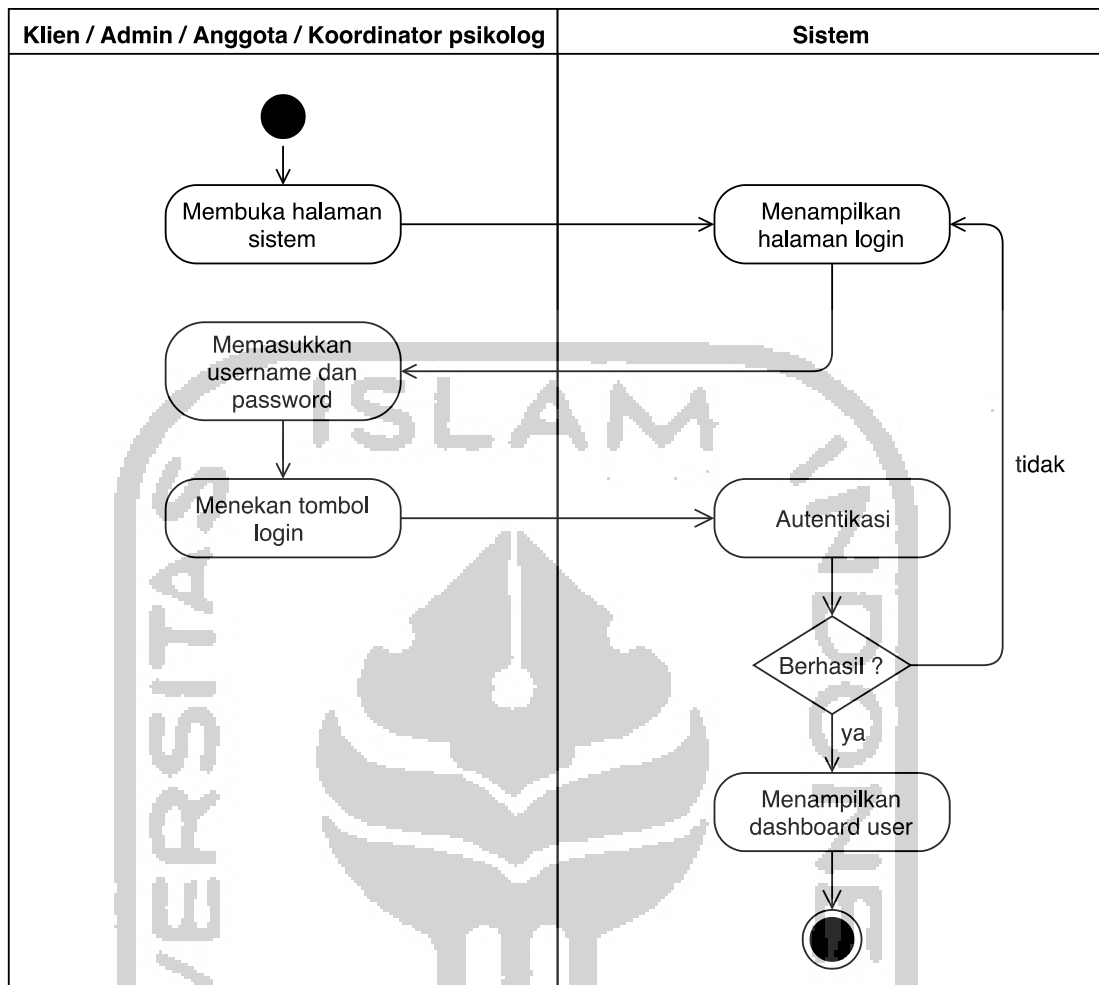 Klien / Admin / Anggota / Koordinator psikolog
Sistem
Membuka halaman
sistem
Menampilkan
halaman login
Memasukkan
username dan
password
Menekan tombol
login
Autentikasi
tidak
Berhasil ?
ya
Menampilkan
dashboard user
ISLAM